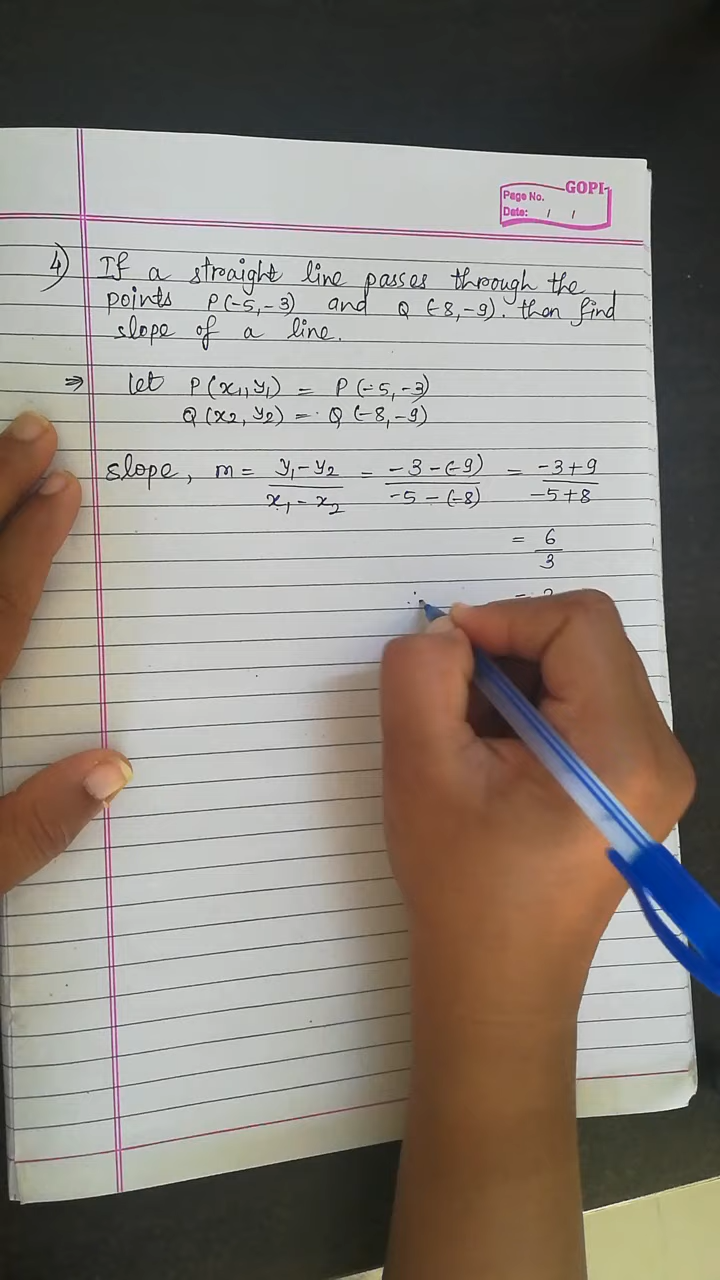 GOPI
Page No.
Date: / /
4) If a straight line passes through the
points P(-5,-3) and Q (-8,-9). then find
slope of a line.
⇒ let P(x₁,y₁) = P(-5,-3)
Q(x₂,y₂) = Q(-8,-9)
slope, m = y₁-y₂/x₁-x₂ = -3-(-9)/-5-(-8) = -3+9/-5+8
= 6/3
=